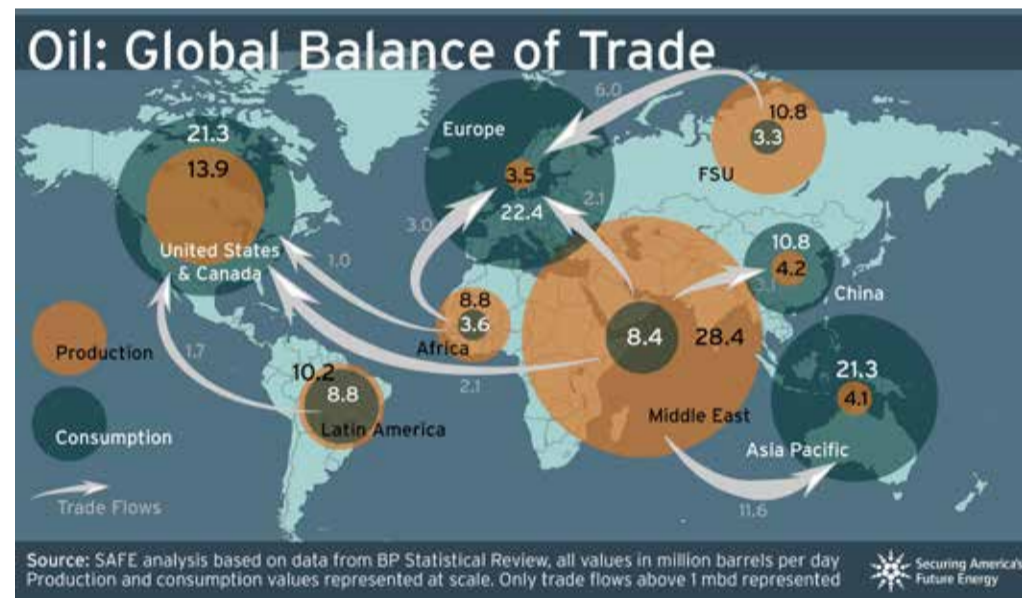 Oil: Global Balance of Trade
6.0
21.3
13.9
Europe
10.8
3.3
FSU
3.5
22.4
2.1
3.0
United States
& Canada
1.0
10.8
4.2
3.1
China
8.8
3.6
Africa
8.4
28.4
Production
1.7
2.1
10.2
8.8
Latin America
21.3
4.1
Middle East
Asia Pacific
Consumption
Trade Flows
11.6
Source: SAFE analysis based on data from BP Statistical Review, all values in million barrels per day
Production and consumption values represented at scale. Only trade flows above 1 mbd represented
Securing America's
Future Energy